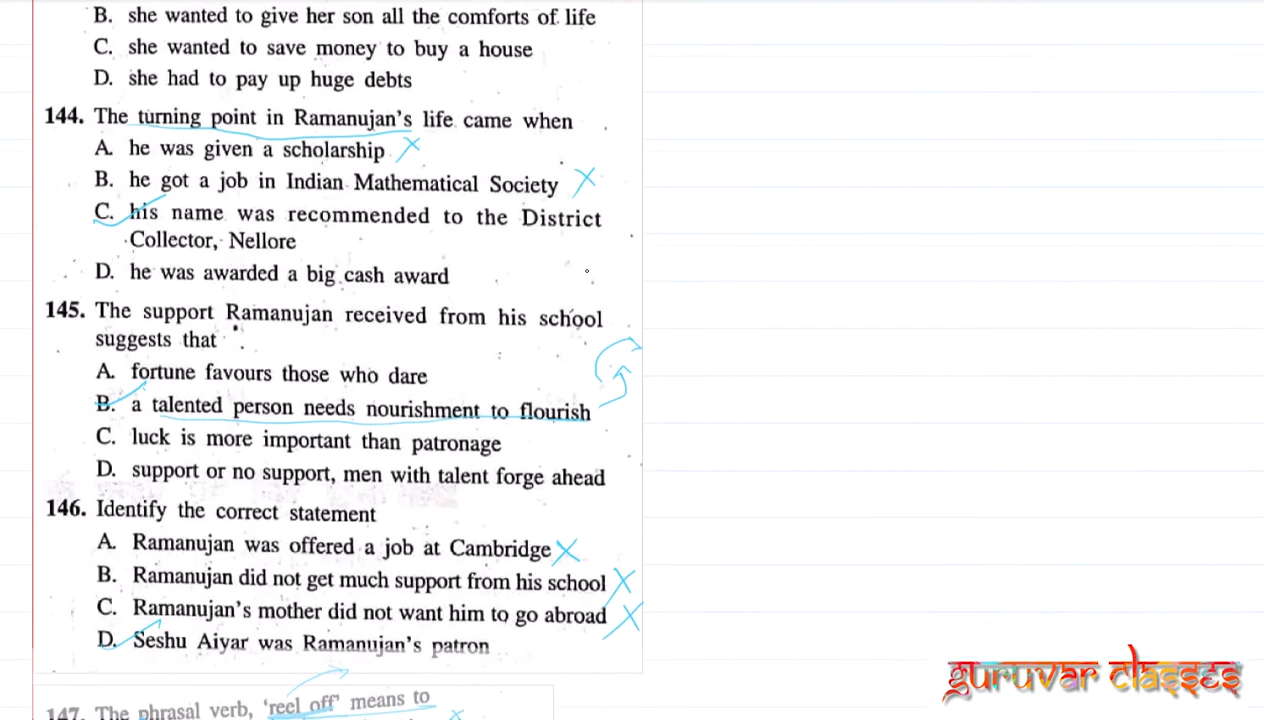 B. she wanted to give her son all the comforts of life
C. she wanted to save money to buy a house
D. she had to pay up huge debts
144. The turning point in Ramanujan's life came when
A. he was given a scholarship
B. he got a job in Indian Mathematical Society
C. his name was recommended to the District
Collector, Nellore
D. he was awarded a big cash award
145. The support Ramanujan received from his school
suggests that
A. fortune favours those who dare
B. a talented person needs nourishment to flourish
C. luck is more important than patronage
D. support or no support, men with talent forge ahead
146. Identify the correct statement
A. Ramanujan was offered a job at Cambridge
B. Ramanujan did not get much support from his school
C. Ramanujan's mother did not want him to go abroad
D. Seshu Aiyar was Ramanujan's patron
147. The phrasal verb, 'reel off' means to
guruvar classes